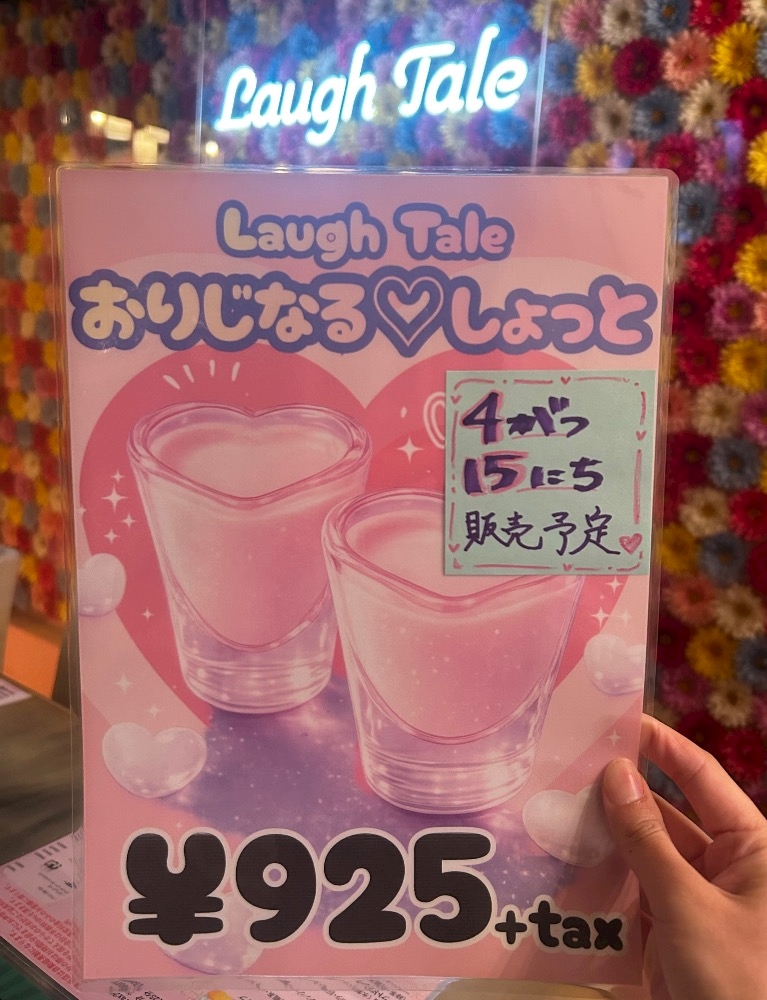 Laugh Tale
Laugh Tale
おりじなる♡しょっと
4がつ
15にち
販売予定♡
¥925+tax